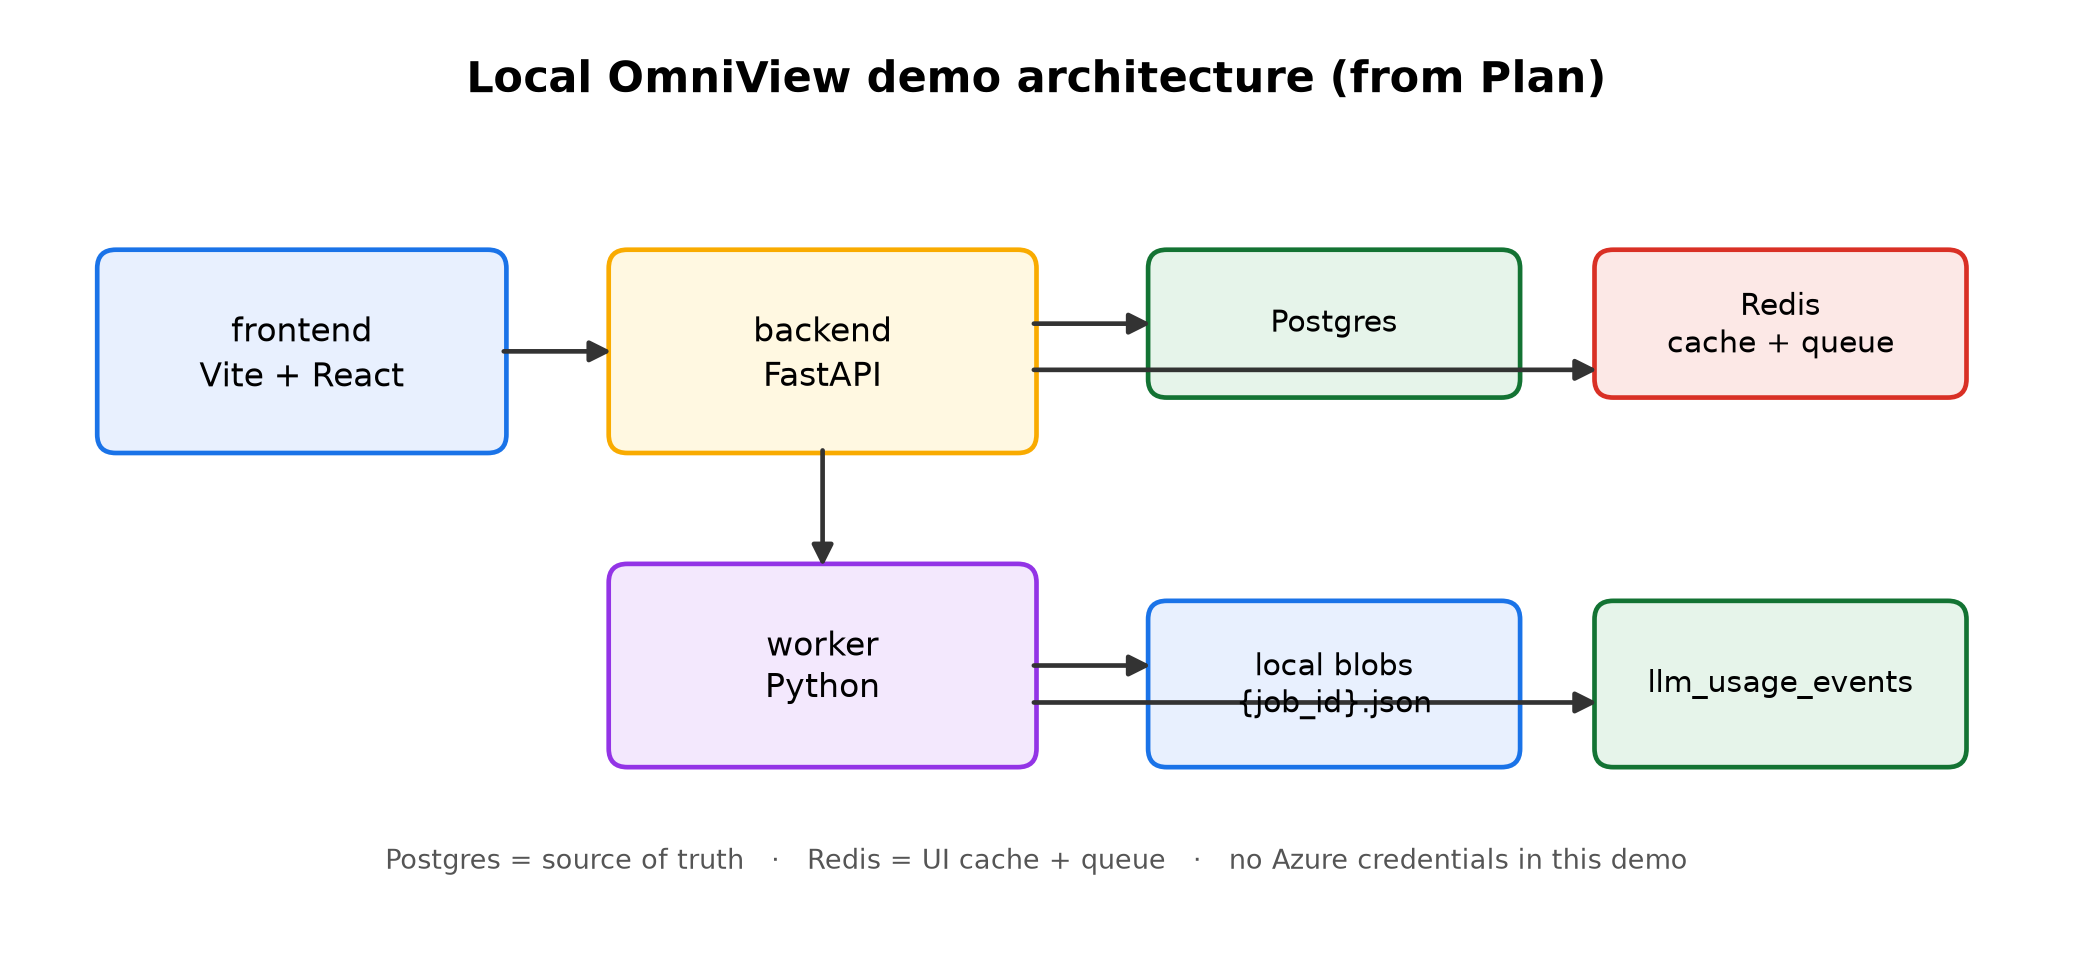 Local OmniView demo architecture (from Plan)
frontend
Vite + React
backend
FastAPI
Postgres
Redis
cache + queue
worker
Python
local blobs
{job_id}.json
llm_usage_events
Postgres = source of truth   ·   Redis = UI cache + queue   ·   no Azure credentials in this demo